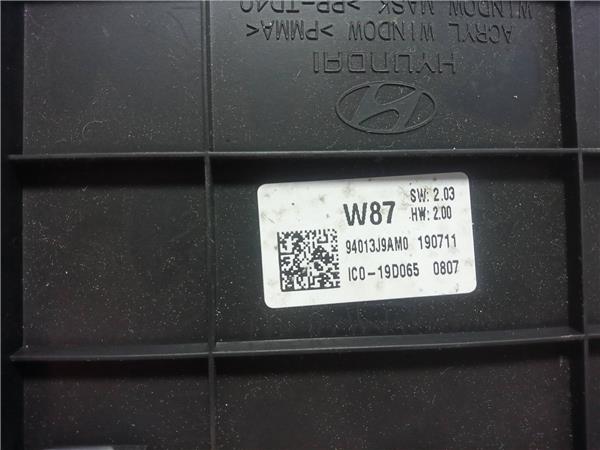 WINDOW MASK >PP-TD40
ACRYL WINDOW >PMMA<
HYUNDAI
W87
SW: 2.03
HW: 2.00
94013J9AM0 190711
IC0-19D065 0807